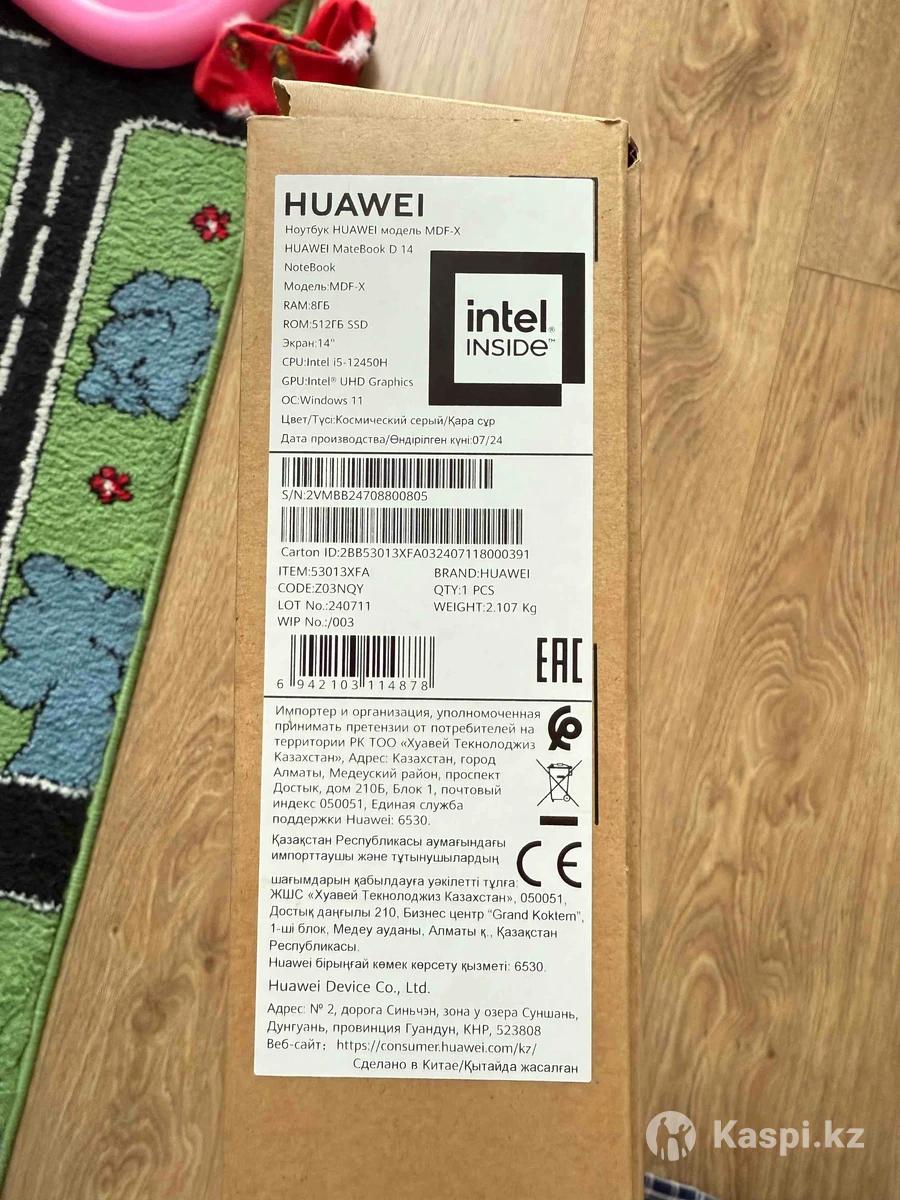 HUAWEI
Ноутбук HUAWEI модель MDF-X
HUAWEI MateBook D 14
NoteBook
Модель:MDF-X
RAM:8ГБ
ROM:512ГБ SSD
Экран:14"
CPU:Intel i5-12450H
GPU:Intel® UHD Graphics
ОС:Windows 11
Цвет/Түсі:Космический серый/Қара сұр
Дата производства/Өндірілген күні:07/24
intel®
INSIDE™
S/N:2VMBB24708800805
Carton ID:2BB53013XFA032407118000391
ITEM:53013XFA
BRAND:HUAWEI
CODE:Z03NQY
QTY:1 PCS
LOT No.:240711
WEIGHT:2.107 Kg
WIP No.:/003
6 942103 114878
EAC
Импортер и организация, уполномоченная
принимать претензии от потребителей на
территории РК ТОО «Хуавей Текнолоджиз
Казахстан», Адрес: Казахстан, город
Алматы, Медеуский район, проспект
Достык, дом 210Б, Блок 1, почтовый
индекс 050051, Единая служба
поддержки Huawei: 6530.
Қазақстан Республикасы аумағындағы
импорттаушы және тұтынушылардың
шағымдарын қабылдауға уәкілетті тұлға:
ЖШС «Хуавей Текнолоджиз Казахстан», 050051,
Достық даңғылы 210, Бизнес центр “Grand Koktem”,
1-ші блок, Медеу ауданы, Алматы қ., Қазақстан
Республикасы.
Huawei бірыңғай көмек көрсету қызметі: 6530.
CE
Huawei Device Co., Ltd.
Адрес: № 2, дорога Синьчэн, зона у озера Суншань,
Дунгуань, провинция Гуандун, КНР, 523808
Веб-сайт: https://consumer.huawei.com/kz/
Сделано в Китае/Қытайда жасалған
Kaspi.kz